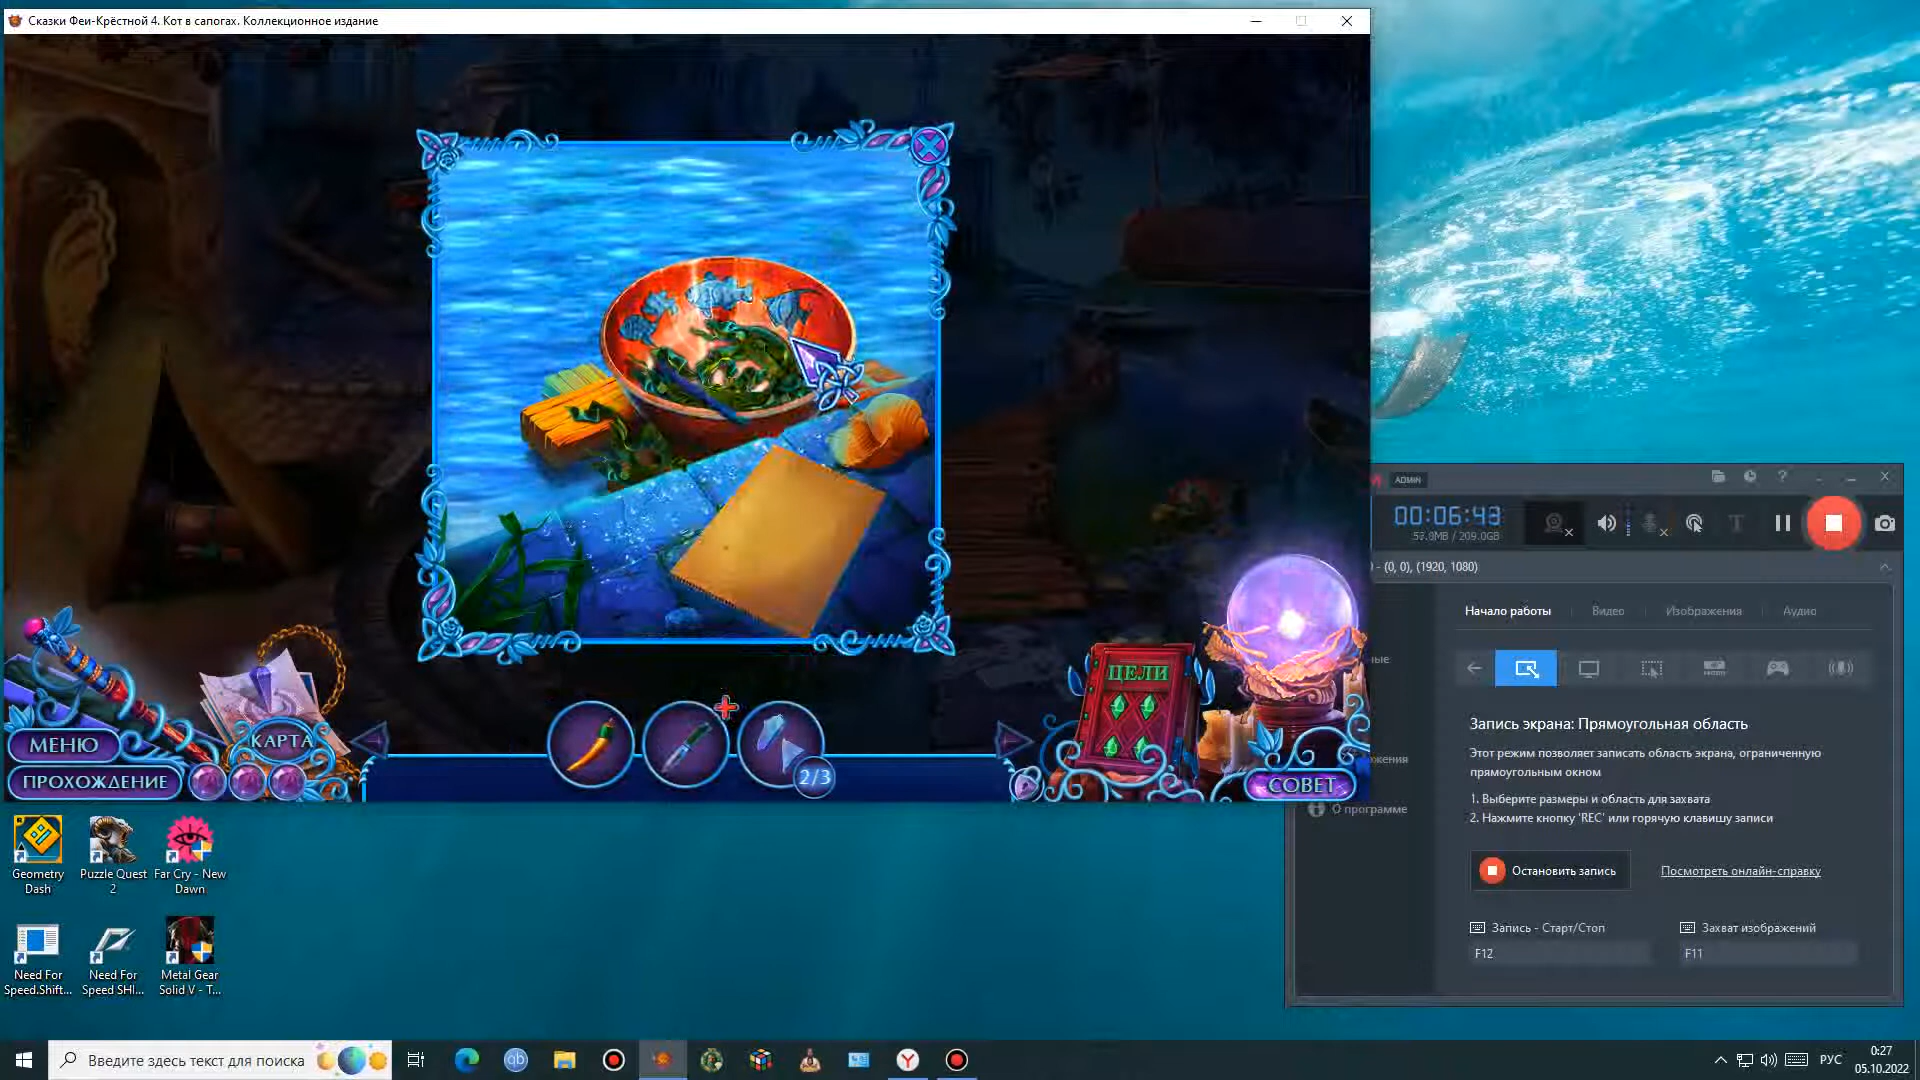 Сказки Феи-Крёстной 4. Кот в сапогах. Коллекционное издание
ADMIN
00:06:43
57.0MB / 209.0GB
- (0, 0), (1920, 1080)
Начало работы
Видео
Изображения
Аудио
Запись экрана: Прямоугольная область
Этот режим позволяет записать область экрана, ограниченную
прямоугольным окном
1. Выберите размеры и область для захвата
2. Нажмите кнопку 'REC' или горячую клавишу записи
О программе
Остановить запись
Посмотреть онлайн-справку
Запись - Старт/Стоп
Захват изображений
F12
F11
ЦЕЛИ
МЕНЮ
КАРТА
ПРОХОЖДЕНИЕ
2/3
СОВЕТ
Geometry
Dash
Puzzle Quest
2
Far Cry - New
Dawn
Need For
Speed.Shift...
Need For
Speed SHI...
Metal Gear
Solid V - T...
Введите здесь текст для поиска
РУС
0:27
05.10.2022